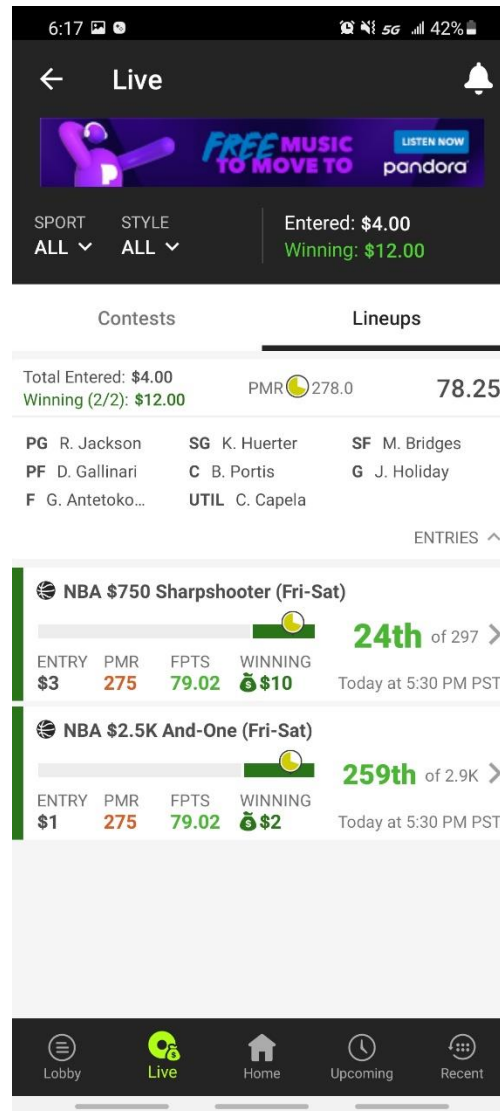 6:17 5G 42%
Live
FREE MUSIC TO MOVE TO
LISTEN NOW
pandora
SPORT STYLE Entered: $4.00
ALL ALL Winning: $12.00
Contests Lineups
Total Entered: $4.00 PMR 278.0 78.25
Winning (2/2): $12.00
PG R. Jackson SG K. Huerter SF M. Bridges
PF D. Gallinari C B. Portis G J. Holiday
F G. Antetoko... UTIL C. Capela
ENTRIES
NBA $750 Sharpshooter (Fri-Sat)
24th of 297
ENTRY PMR FPTS WINNING
$3 275 79.02 $10 Today at 5:30 PM PST
NBA $2.5K And-One (Fri-Sat)
259th of 2.9K
ENTRY PMR FPTS WINNING
$1 275 79.02 $2 Today at 5:30 PM PST
Lobby Live Home Upcoming Recent